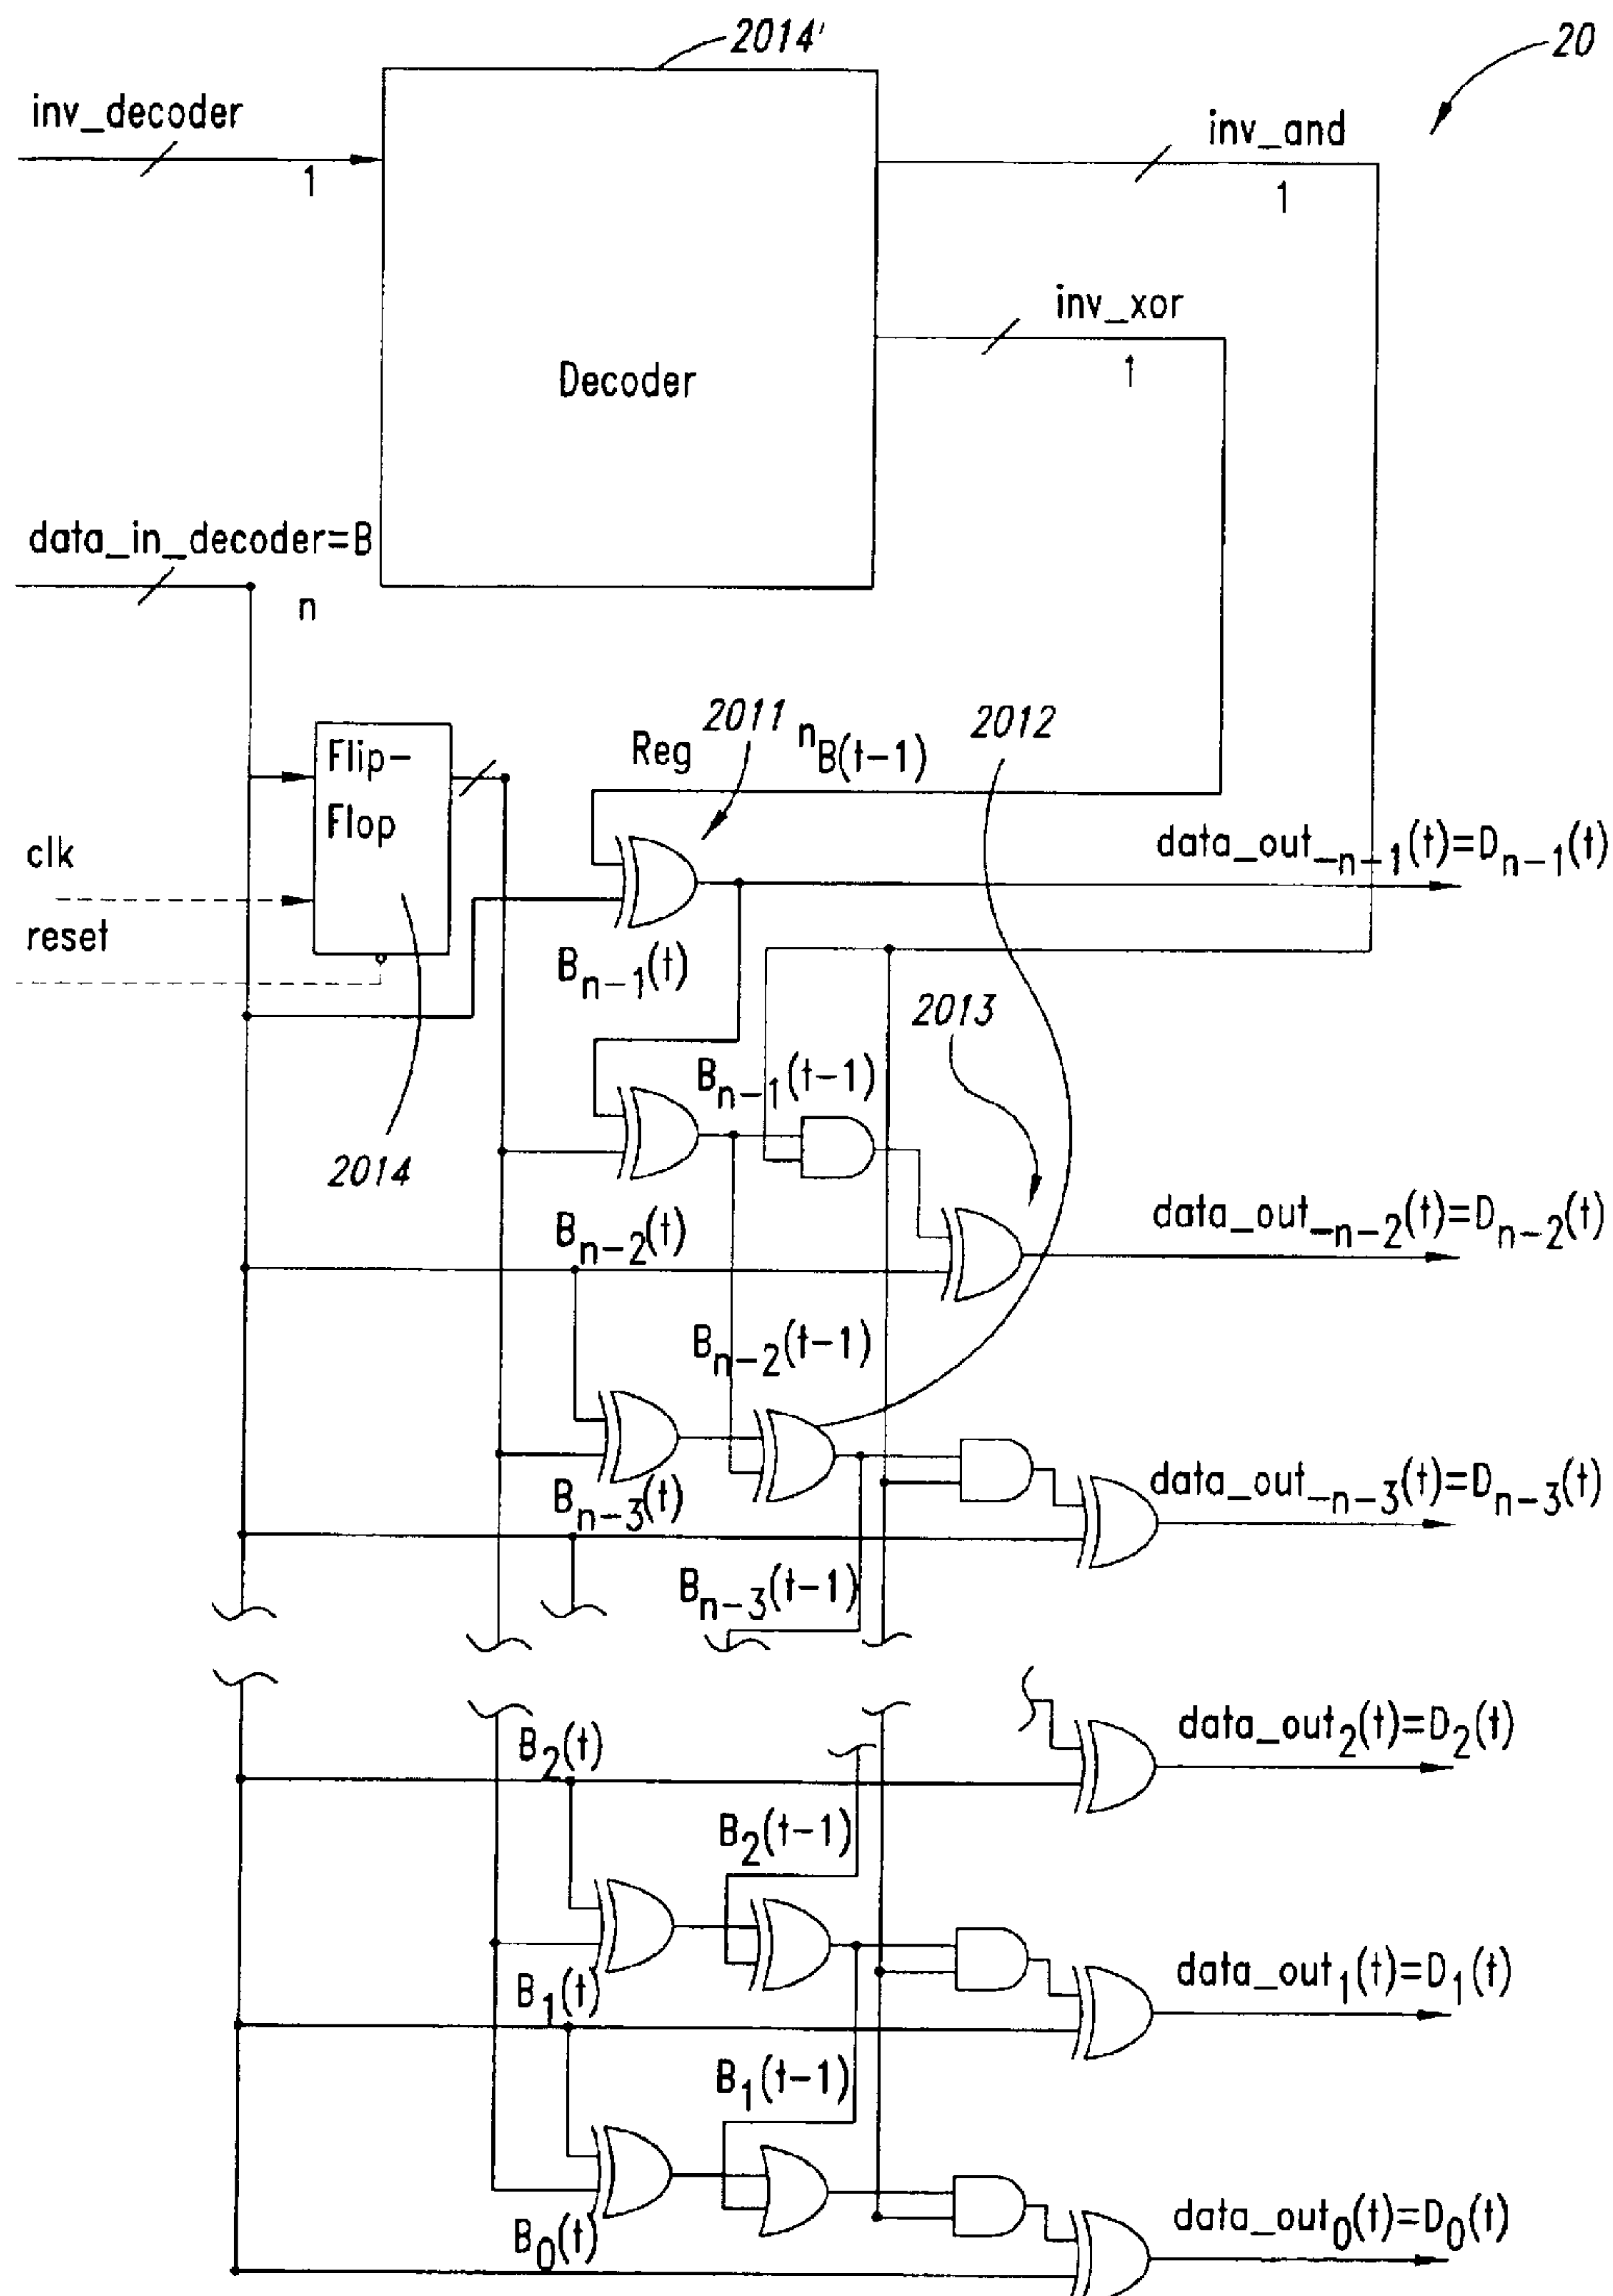 2014'
20
inv_decoder
1
inv_and
1
inv_xor
1
Decoder
data_in_decoder=B
n
Flip-
Flop
Reg
2011
nB(t-1)
2012
clk
reset
data_out_-n-1(t)=Dn-1(t)
Bn-1(t)
2013
2014
Bn-1(t-1)
Bn-2(t)
data_out_-n-2(t)=Dn-2(t)
Bn-2(t-1)
Bn-3(t)
data_out_-n-3(t)=Dn-3(t)
Bn-3(t-1)
B2(t)
data_out2(t)=D2(t)
B2(t-1)
B1(t)
data_out1(t)=D1(t)
B1(t-1)
B0(t)
data_out0(t)=D0(t)